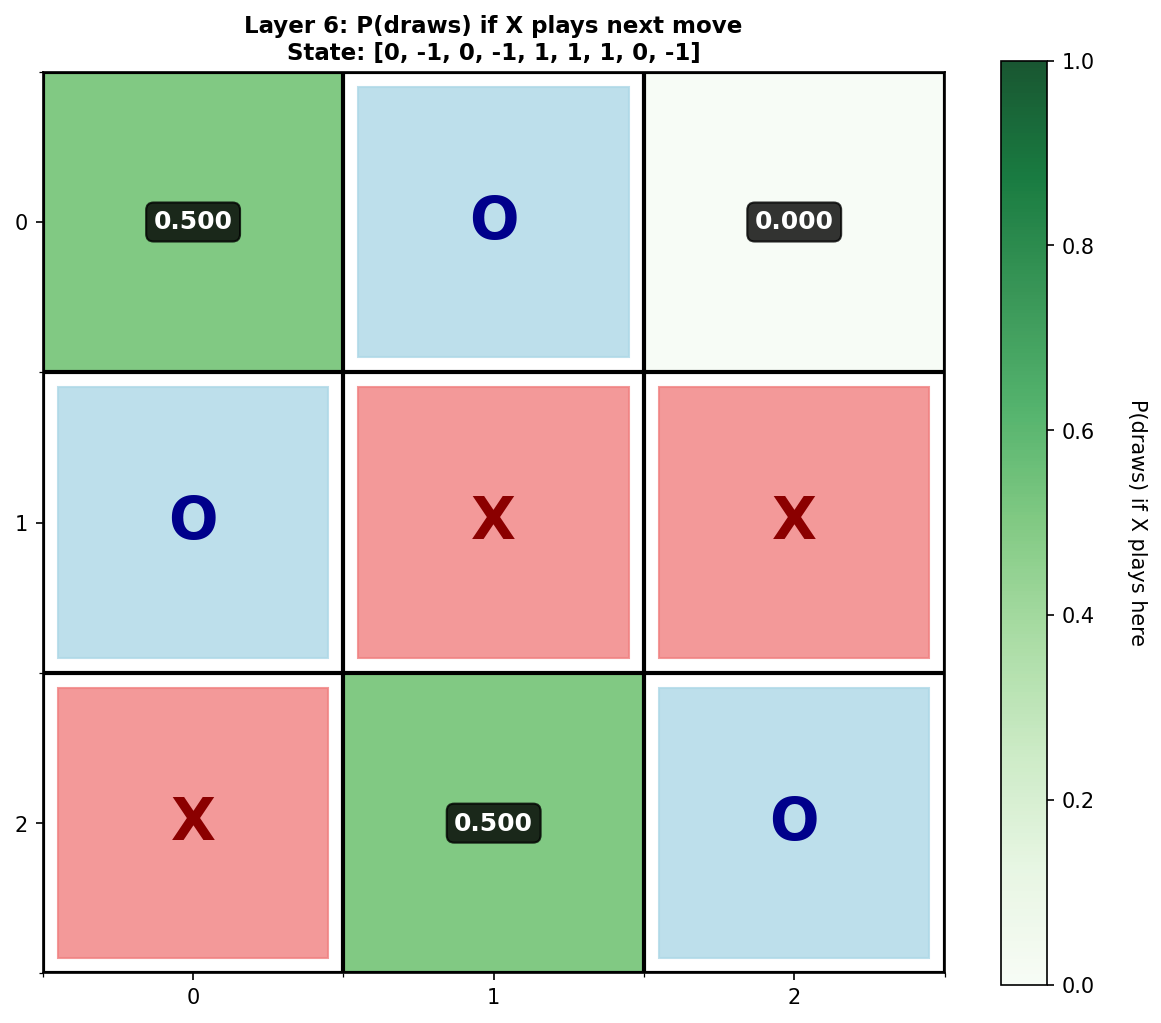 Layer 6: P(draws) if X plays next move
State: [0, -1, 0, -1, 1, 1, 1, 0, -1]
0
0.500
O
0.000
1
O
X
X
2
X
0.500
O
0
1
2
1.0
0.8
0.6
0.4
0.2
0.0
P(draws) if X plays here